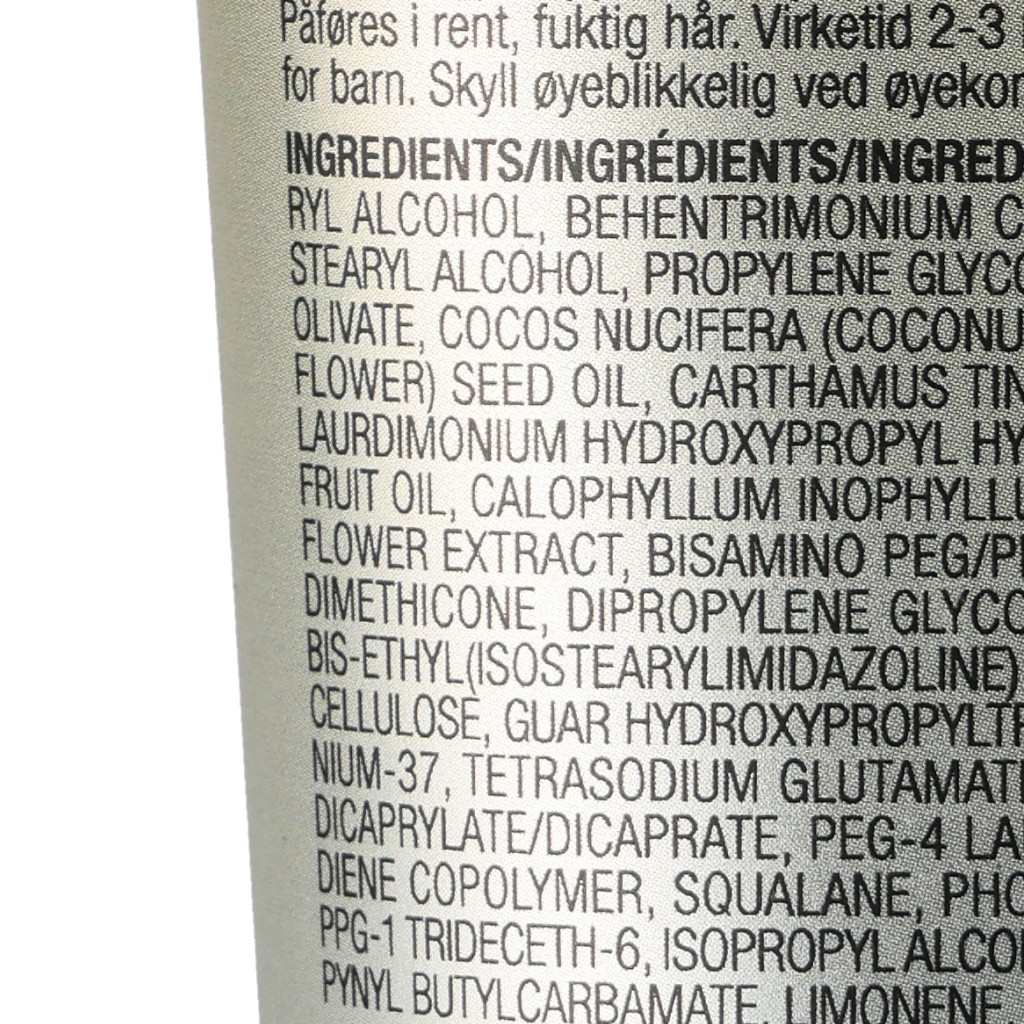 Påføres i rent, fuktig hår. Virketid 2-3
for barn. Skyll øyeblikkelig ved øyekon
INGREDIENTS/INGRÉDIENTS/INGRED
RYL ALCOHOL, BEHENTRIMONIUM C
STEARYL ALCOHOL, PROPYLENE GLYCO
OLIVATE, COCOS NUCIFERA (COCONU
FLOWER) SEED OIL, CARTHAMUS TIN
LAURDIMONIUM HYDROXYPROPYL HY
FRUIT OIL, CALOPHYLLUM INOPHYLLU
FLOWER EXTRACT, BISAMINO PEG/P
DIMETHICONE, DIPROPYLENE GLYCO
BIS-ETHYL(ISOSTEARYLIMIDAZOLINE)
CELLULOSE, GUAR HYDROXYPROPYLTR
NIUM-37, TETRASODIUM GLUTAMATE
DICAPRYLATE/DICAPRATE, PEG-4 LA
DIENE COPOLYMER, SQUALANE, PHO
PPG-1 TRIDECETH-6, ISOPROPYL ALCO
PYNYL BUTYLCARBAMATE, LIMONENE